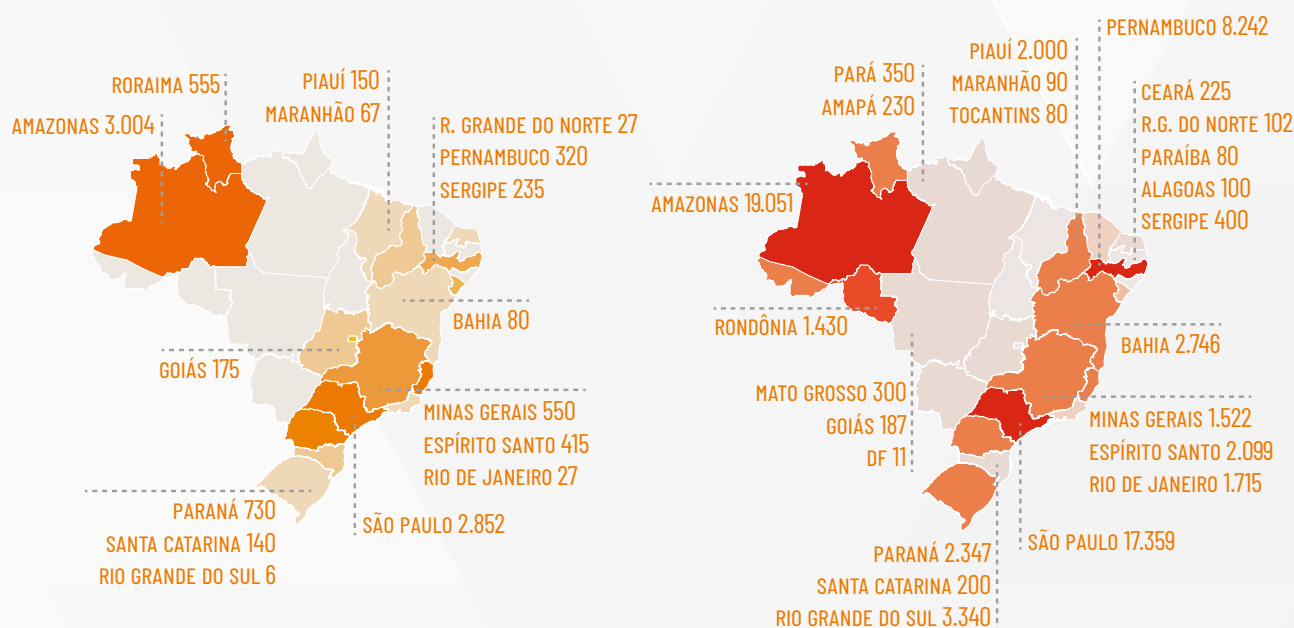 RORAIMA 555
AMAZONAS 3.004
PIAUÍ 150
MARANHÃO 67
R. GRANDE DO NORTE 27
PERNAMBUCO 320
SERGIPE 235
BAHIA 80
GOIÁS 175
MINAS GERAIS 550
ESPÍRITO SANTO 415
RIO DE JANEIRO 27
SÃO PAULO 2.852
PARANÁ 730
SANTA CATARINA 140
RIO GRANDE DO SUL 6
PERNAMBUCO 8.242
PIAUÍ 2.000
MARANHÃO 90
TOCANTINS 80
PARÁ 350
AMAPÁ 230
CEARÁ 225
R.G. DO NORTE 102
PARAÍBA 80
ALAGOAS 100
SERGIPE 400
AMAZONAS 19.051
RONDÔNIA 1.430
BAHIA 2.746
MATO GROSSO 300
GOIÁS 187
DF 11
MINAS GERAIS 1.522
ESPÍRITO SANTO 2.099
RIO DE JANEIRO 1.715
SÃO PAULO 17.359
PARANÁ 2.347
SANTA CATARINA 200
RIO GRANDE DO SUL 3.340